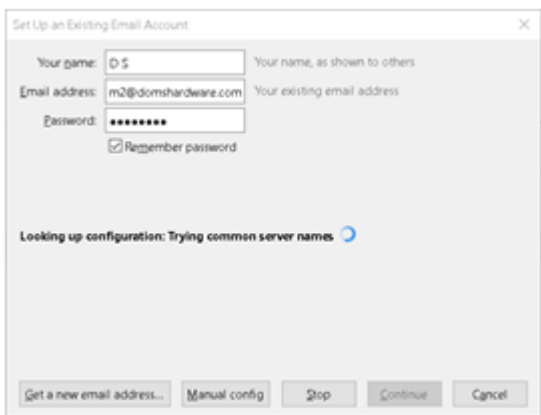 Set Up an Existing Email Account
Your name: D S Your name, as shown to others
Email address: m2@domshardware.com Your existing email address
Password: ••••••••
Remember password
Looking up configuration: Trying common server names
Get a new email address... Manual config Stop Continue Cancel